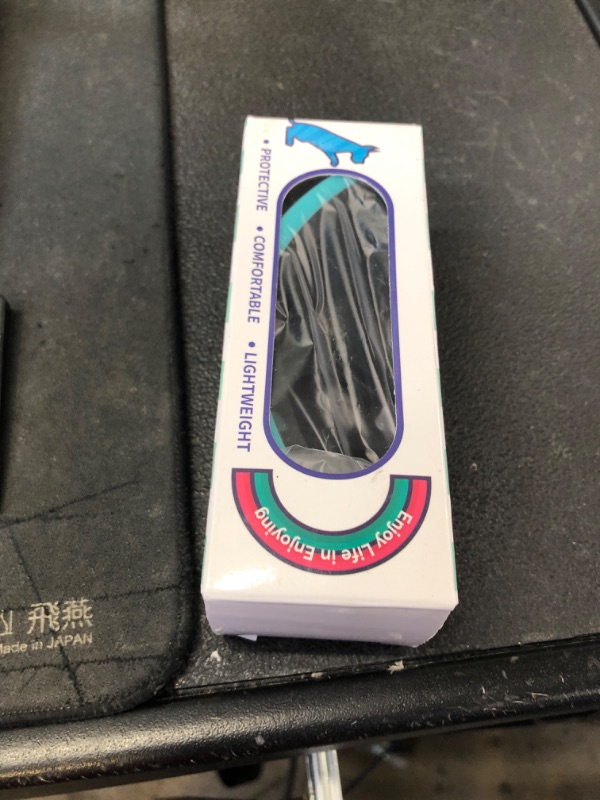 • PROTECTIVE • COMFORTABLE • LIGHTWEIGHT
Enjoy Life in Enjoying
飛燕
Made in JAPAN